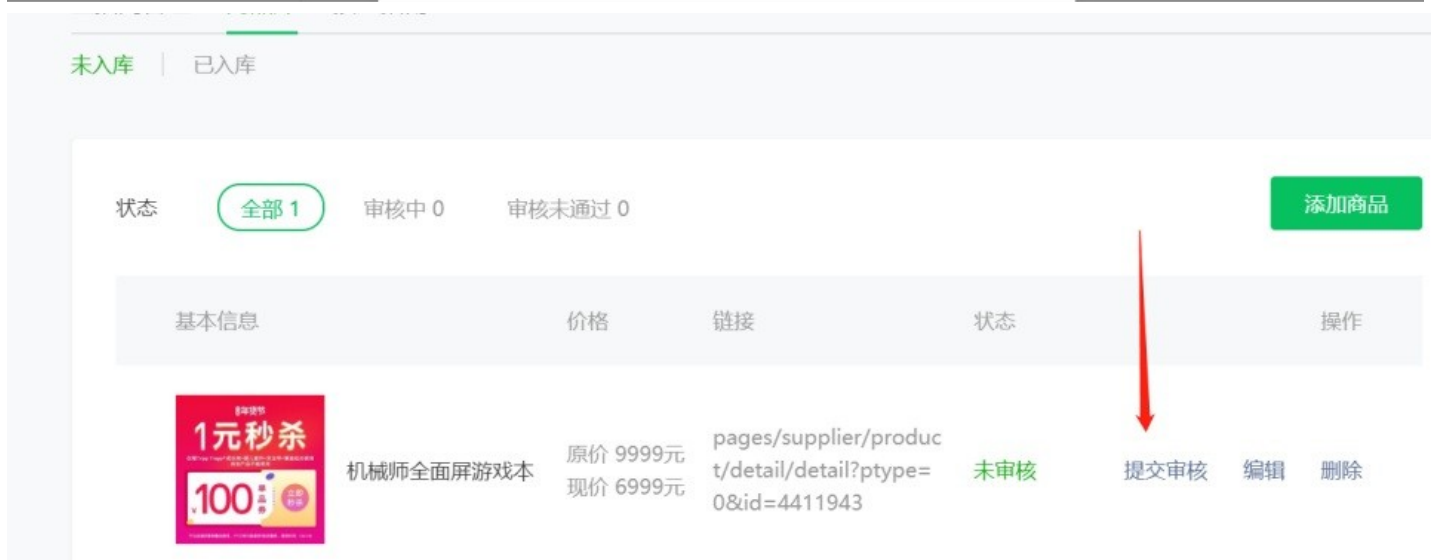 未入库
已入库
状态
全部 1
审核中 0
审核未通过 0
添加商品
基本信息
价格
链接
状态
操作
1元秒杀
100
机械师全面屏游戏本
原价 9999元
现价 6999元
pages/supplier/produc
t/detail/detail?ptype=
0&id=4411943
未审核
提交审核
编辑
删除